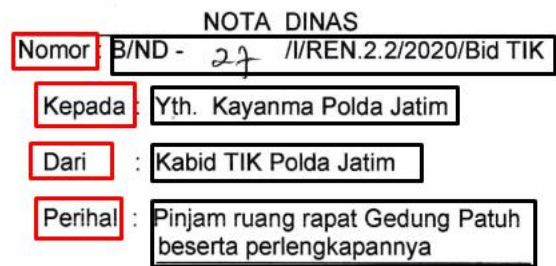 NOTA DINAS
Nomor : B/ND - 27 /I/REN.2.2/2020/Bid TIK
Kepada : Yth. Kayanma Polda Jatim
Dari : Kabid TIK Polda Jatim
Perihal : Pinjam ruang rapat Gedung Patuh
beserta perlengkapannya